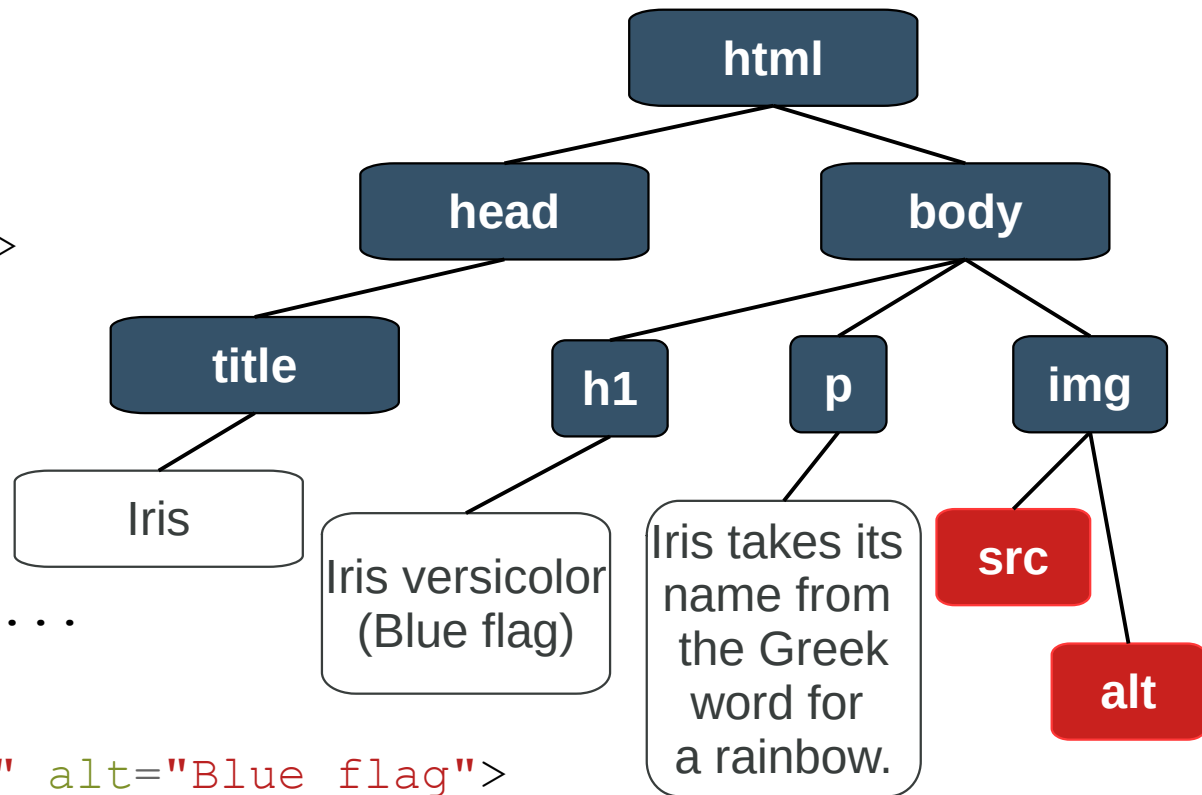 html
head
body
>
title
h1
p
img
Iris
Iris versicolor
(Blue flag)
Iris takes its
name from
the Greek
word for
a rainbow.
src
alt
...
" alt="Blue flag">